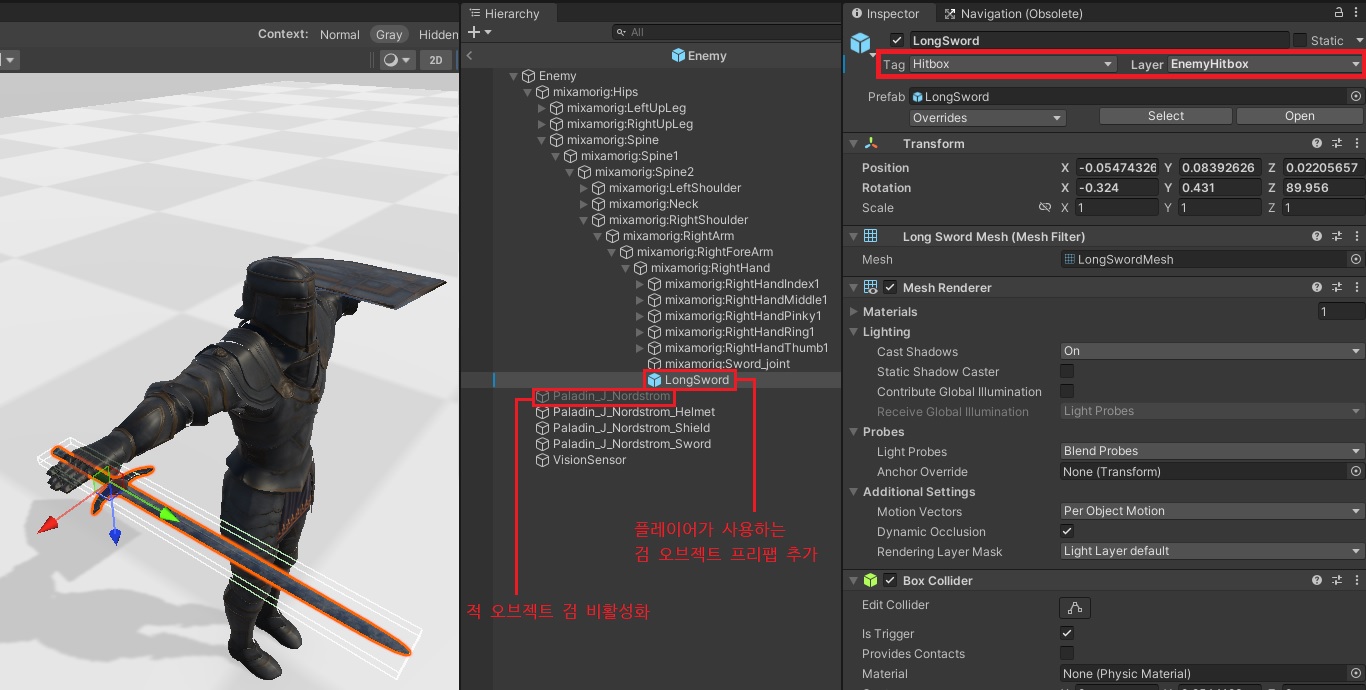 Context: Normal Gray Hidden
2D
Hierarchy
All
Enemy
Enemy
mixamorig:Hips
mixamorig:LeftUpLeg
mixamorig:RightUpLeg
mixamorig:Spine
mixamorig:Spine1
mixamorig:Spine2
mixamorig:LeftShoulder
mixamorig:Neck
mixamorig:RightShoulder
mixamorig:RightArm
mixamorig:RightForeArm
mixamorig:RightHand
mixamorig:RightHandIndex1
mixamorig:RightHandMiddle1
mixamorig:RightHandPinky1
mixamorig:RightHandRing1
mixamorig:RightHandThumb1
mixamorig:Sword_joint
LongSword
Paladin_J_Nordstrom
Paladin_J_Nordstrom_Helmet
Paladin_J_Nordstrom_Shield
Paladin_J_Nordstrom_Sword
VisionSensor
플레이어가 사용하는
검 오브젝트 프리팹 추가
적 오브젝트 검 비활성화
Inspector Navigation (Obsolete)
LongSword Static
Tag Hitbox Layer EnemyHitbox
Prefab LongSword
Overrides Select Open
Transform
Position X -0.05474326 Y 0.08392626 Z 0.02205657
Rotation X -0.324 Y 0.431 Z 89.956
Scale X 1 Y 1 Z 1
Long Sword Mesh (Mesh Filter)
Mesh LongSwordMesh
Mesh Renderer
Materials 1
Lighting
Cast Shadows On
Static Shadow Caster
Contribute Global Illumination
Receive Global Illumination Light Probes
Probes
Light Probes Blend Probes
Anchor Override None (Transform)
Additional Settings
Motion Vectors Per Object Motion
Dynamic Occlusion
Rendering Layer Mask Light Layer default
Box Collider
Edit Collider
Is Trigger
Provides Contacts
Material None (Physic Material)